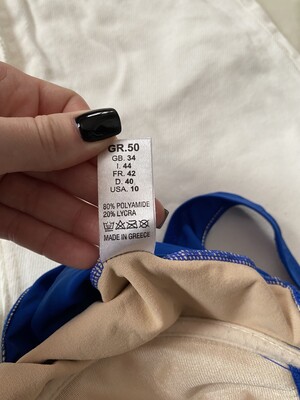 GR.50
GB. 34
I. 44
FR. 42
D. 40
USA. 10
80% POLYAMIDE
20% LYCRA
MADE IN GREECE